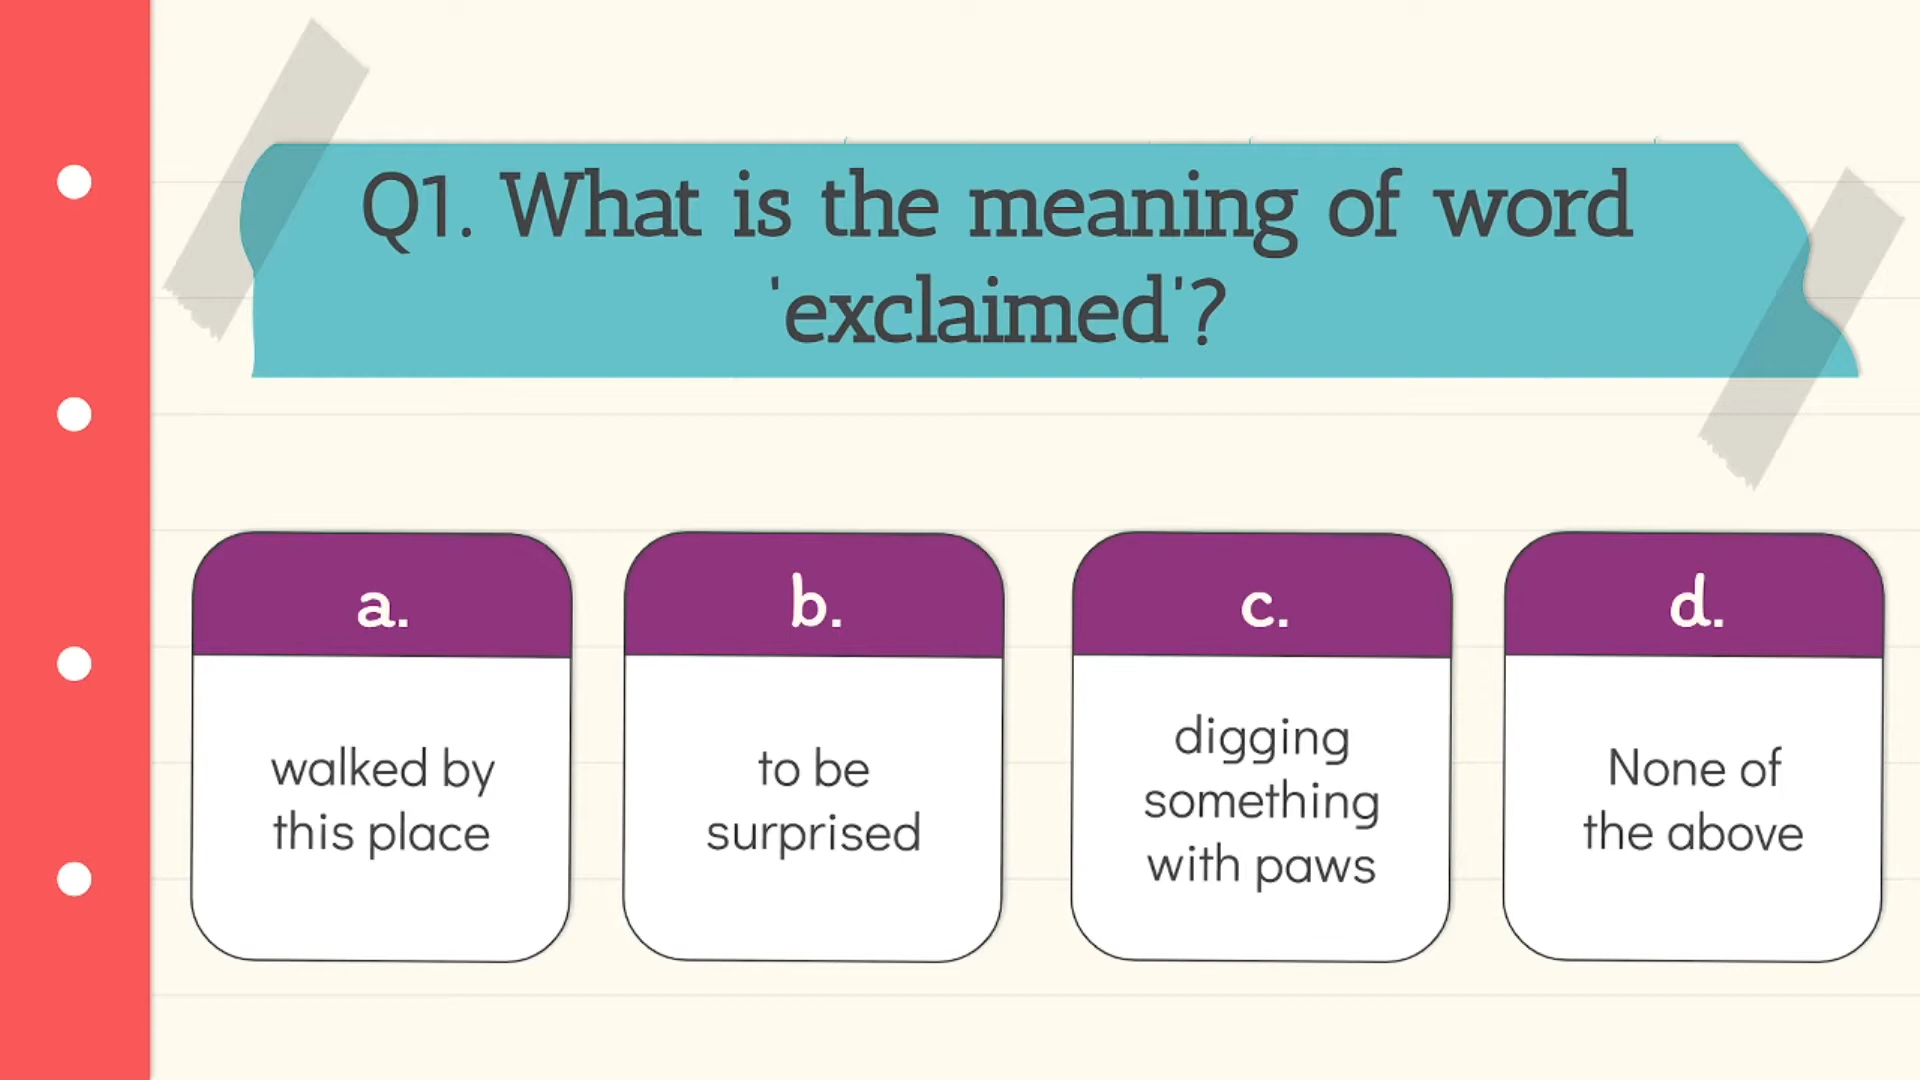 Q1. What is the meaning of word
'exclaimed'?
a.
walked by
this place
b.
to be
surprised
c.
digging
something
with paws
d.
None of
the above